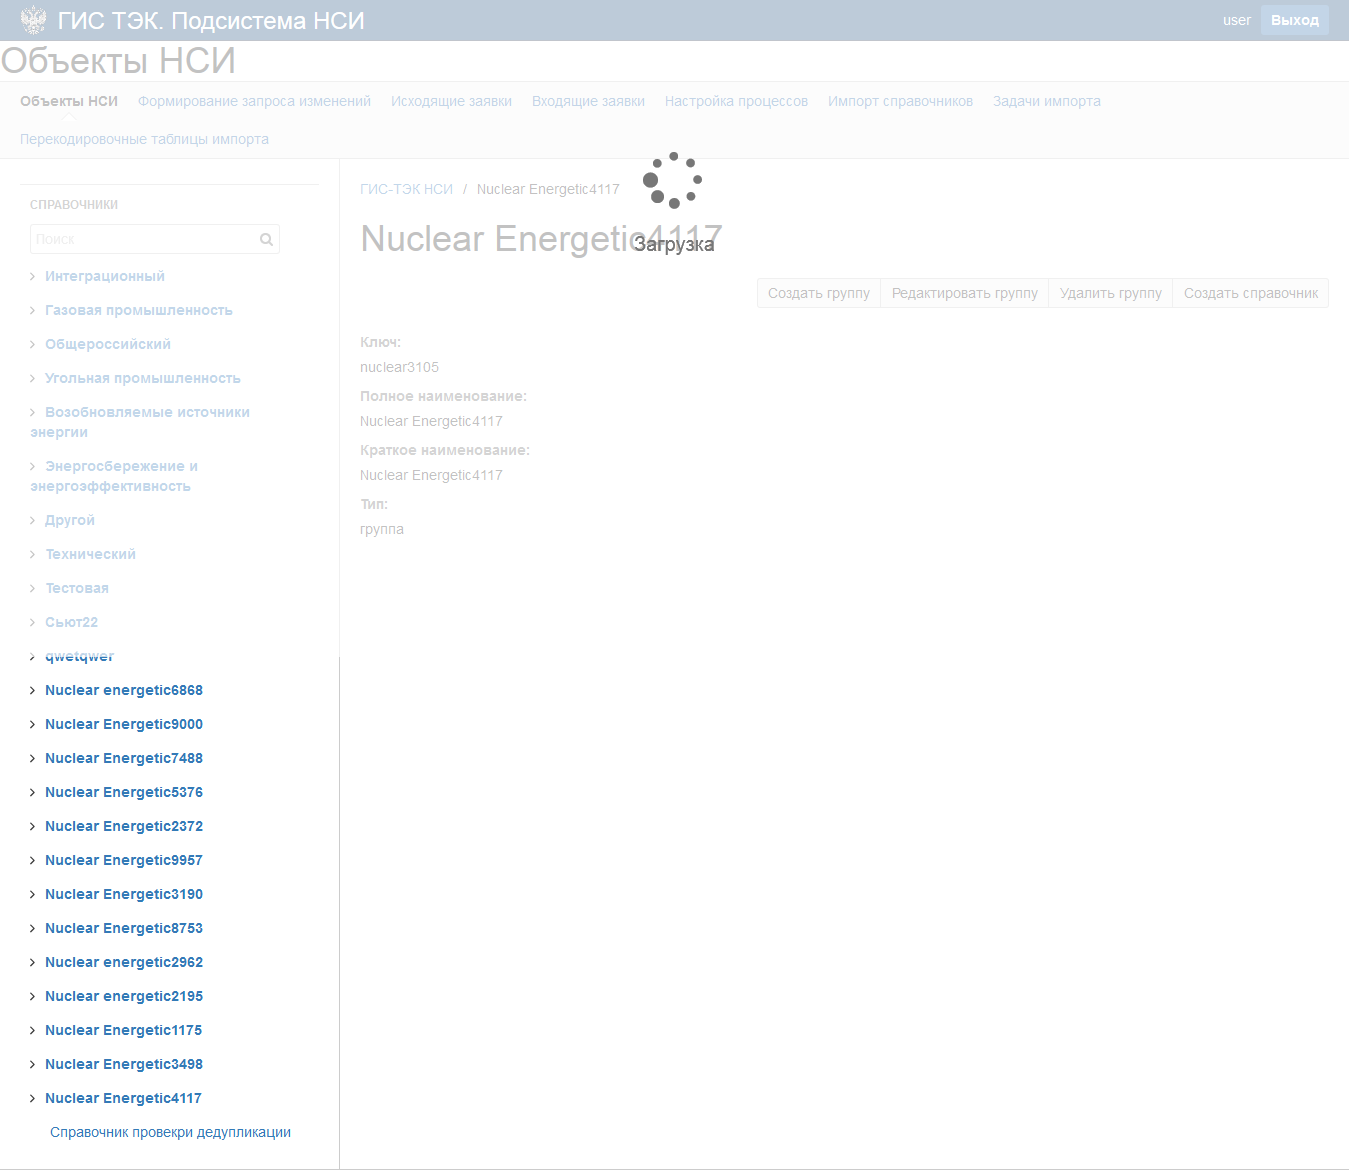 ГИС ТЭК. Подсистема НСИ
user
Выход
Объекты НСИ
Объекты НСИ Формирование запроса изменений Исходящие заявки Входящие заявки Настройка процессов Импорт справочников Задачи импорта
Перекодировочные таблицы импорта
СПРАВОЧНИКИ
Поиск
Интеграционный
Газовая промышленность
Общероссийский
Угольная промышленность
Возобновляемые источники
энергии
Энергосбережение и
энергоэффективность
Другой
Технический
Тестовая
Сьют22
qwetqwer
Nuclear energetic6868
Nuclear Energetic9000
Nuclear Energetic7488
Nuclear Energetic5376
Nuclear Energetic2372
Nuclear Energetic9957
Nuclear Energetic3190
Nuclear Energetic8753
Nuclear energetic2962
Nuclear energetic2195
Nuclear Energetic1175
Nuclear Energetic3498
Nuclear Energetic4117
Справочник провекри дедупликации
ГИС-ТЭК НСИ / Nuclear Energetic4117
Nuclear Energetic4117
Загрузка
Создать группу Редактировать группу Удалить группу Создать справочник
Ключ:
nuclear3105
Полное наименование:
Nuclear Energetic4117
Краткое наименование:
Nuclear Energetic4117
Тип:
группа